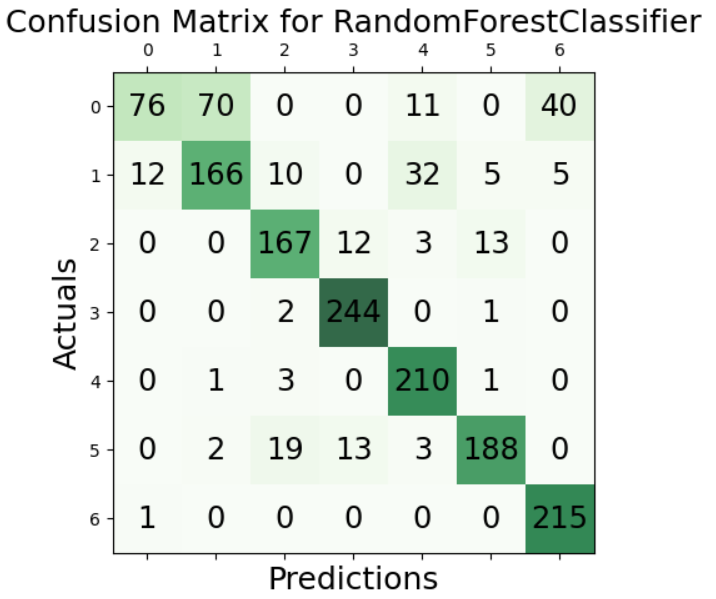 Confusion Matrix for RandomForestClassifier
0 1 2 3 4 5 6
0 76 70 0 0 11 0 40
1 12 166 10 0 32 5 5
2 0 0 167 12 3 13 0
3 0 0 2 244 0 1 0
4 0 1 3 0 210 1 0
5 0 2 19 13 3 188 0
6 1 0 0 0 0 0 215
Actuals
Predictions